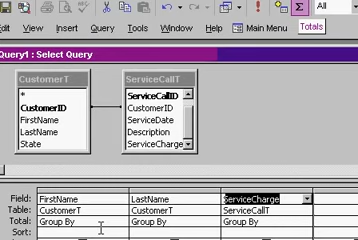 All
Edit View Insert Query Tools Window Help Show Me
Totals
Query1 : Select Query
CustomerT
*
CustomerID
FirstName
LastName
State
ServiceCallT
ServiceCallID
CustomerID
ServiceDate
Description
ServiceCharge
Field: FirstName LastName ServiceCharge
Table: CustomerT CustomerT ServiceCallT
Total: Group By Group By Group By
Sort: